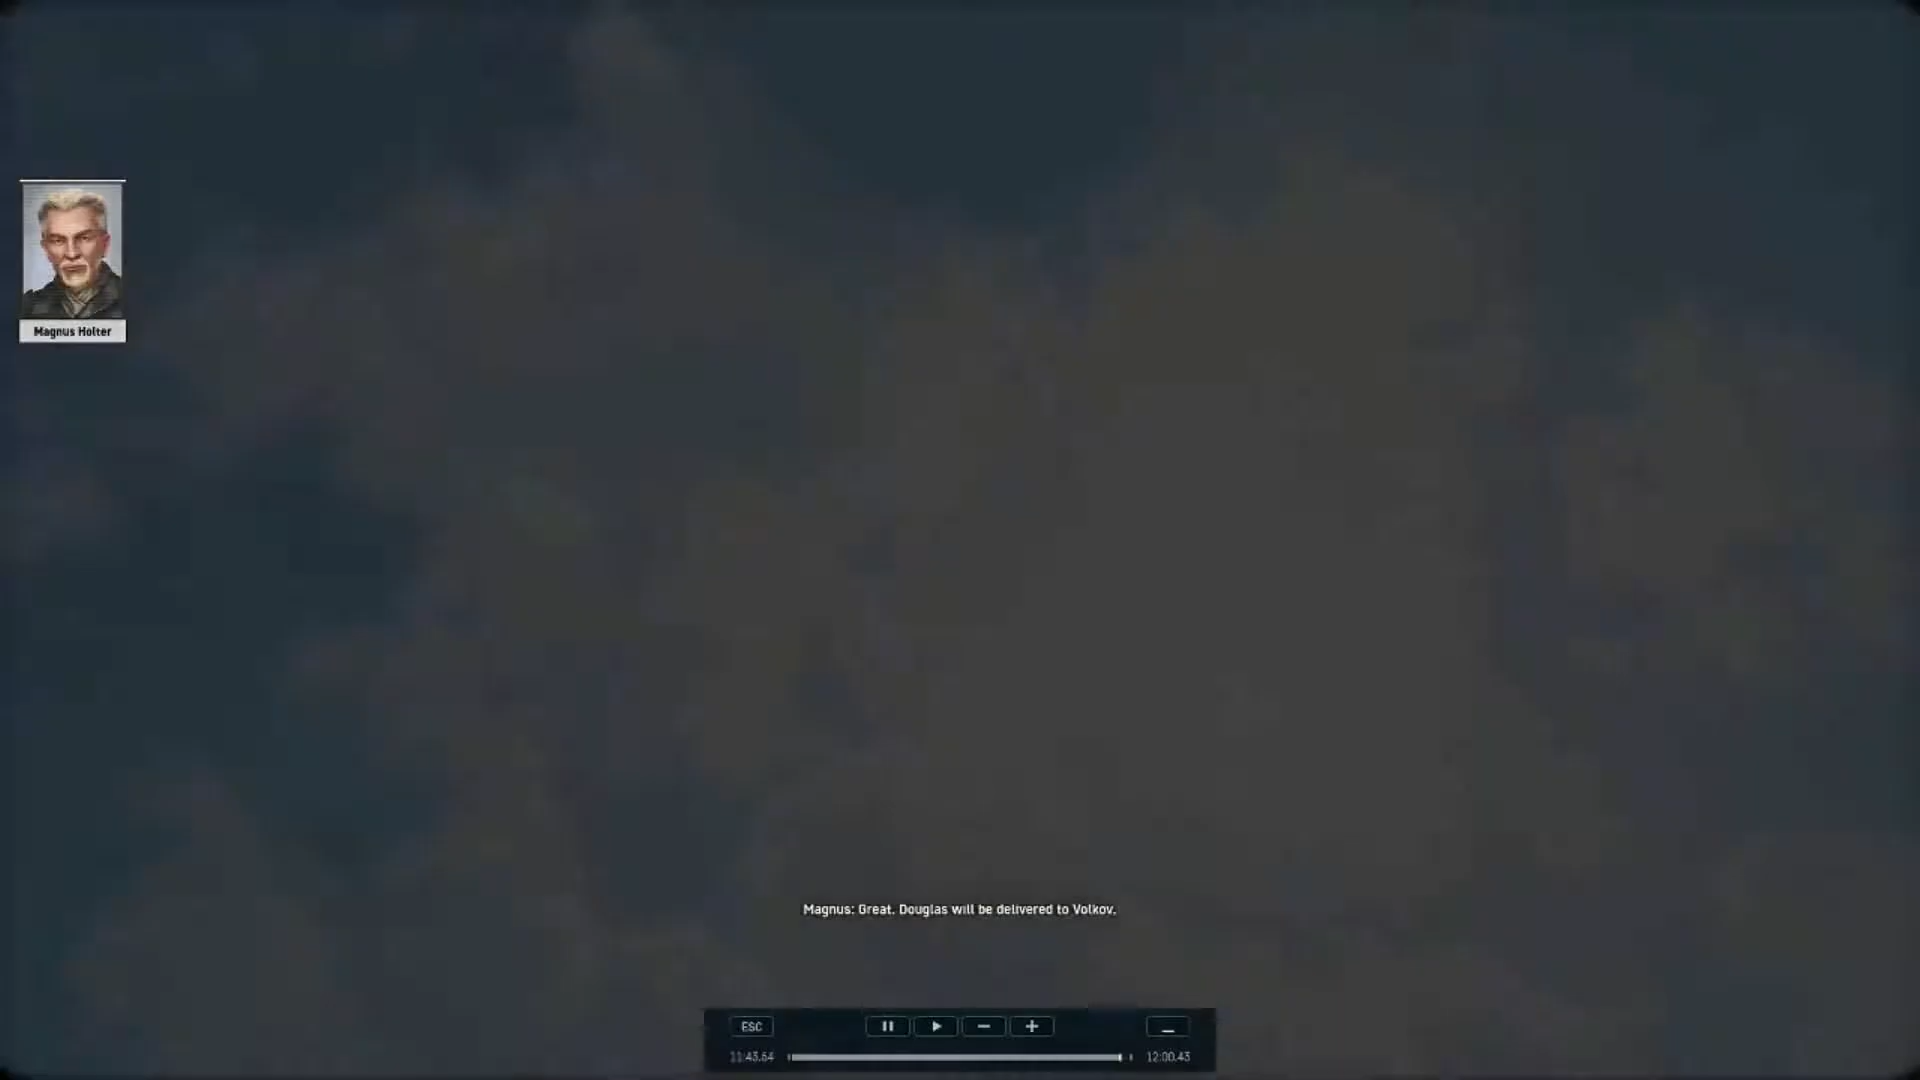 Magnus Holter
Magnus: Great. Douglas will be delivered to Volkov.
ESC
11:43.64
12:00.43